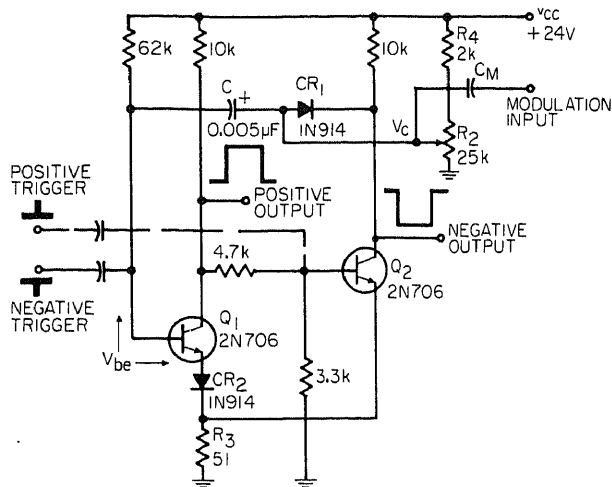 VCC
+24V
62k
10k
10k
R4
2k
C
+
0.005µF
CR1
1N914
CM
MODULATION
INPUT
VC
R2
25k
POSITIVE
TRIGGER
POSITIVE
OUTPUT
NEGATIVE
OUTPUT
4.7k
Q2
2N706
NEGATIVE
TRIGGER
Q1
2N706
Vbe
CR2
1N914
3.3k
R3
51